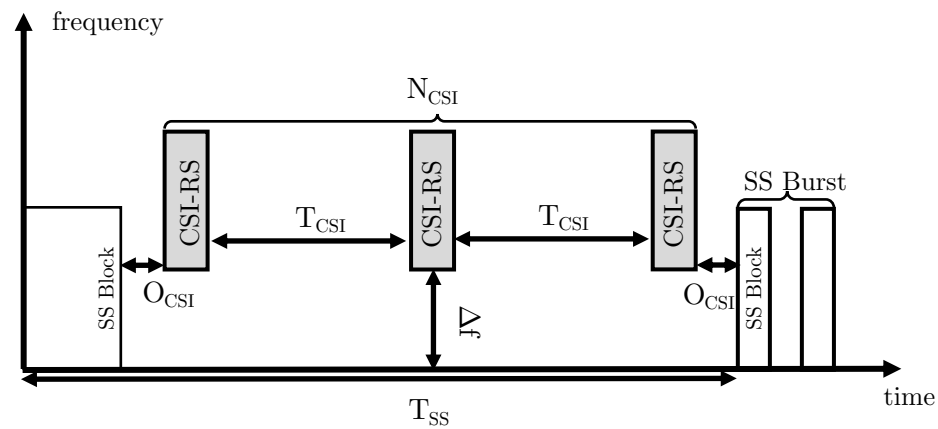 frequency
N_CSI
CSI-RS
CSI-RS
CSI-RS
SS Burst
T_CSI
T_CSI
SS Block
O_CSI
Δf
O_CSI
SS Block
T_SS
time